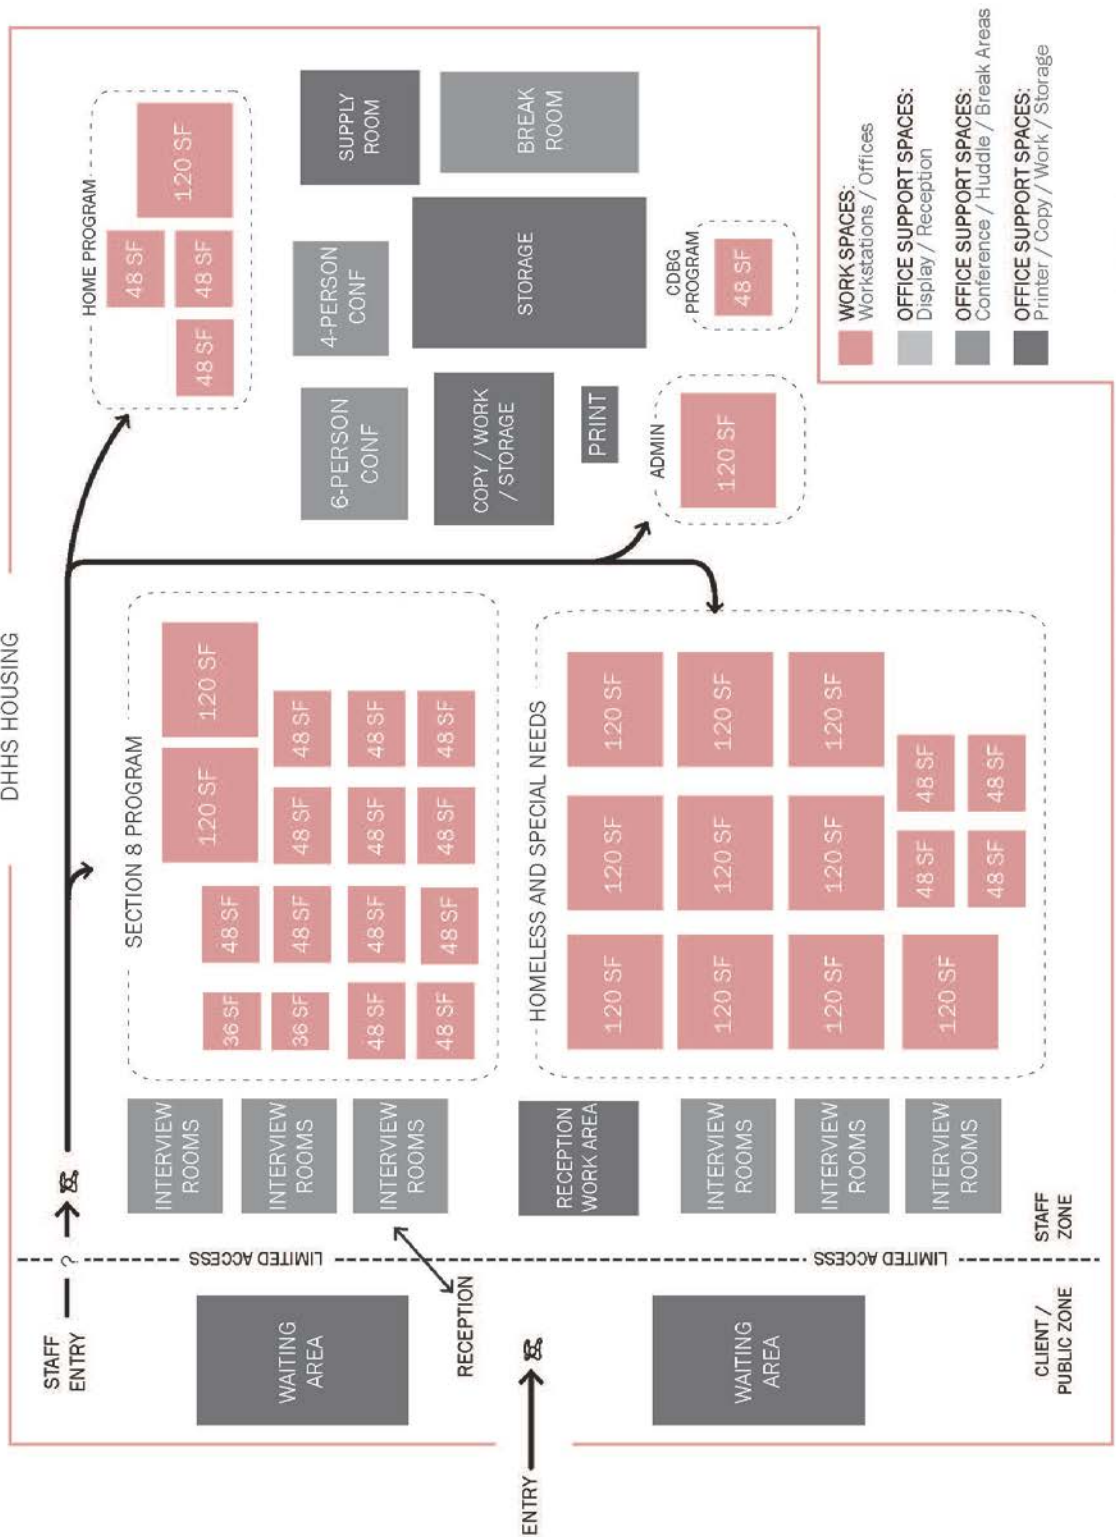 DHHS HOUSING
STAFF
ENTRY
?
HOME PROGRAM
48 SF
120 SF
48 SF
48 SF
SECTION 8 PROGRAM
120 SF
120 SF
36 SF
48 SF
36 SF
48 SF
48 SF
48 SF
48 SF
48 SF
48 SF
48 SF
48 SF
48 SF
48 SF
48 SF
INTERVIEW
ROOMS
INTERVIEW
ROOMS
INTERVIEW
ROOMS
LIMITED ACCESS
WAITING
AREA
RECEPTION
6-PERSON
CONF
4-PERSON
CONF
SUPPLY
ROOM
COPY / WORK
/ STORAGE
STORAGE
BREAK
ROOM
PRINT
ENTRY
RECEPTION
WORK AREA
HOMELESS AND SPECIAL NEEDS
120 SF
120 SF
120 SF
120 SF
120 SF
120 SF
120 SF
120 SF
120 SF
120 SF
48 SF
48 SF
48 SF
48 SF
ADMIN
120 SF
CDBG
PROGRAM
48 SF
WAITING
AREA
LIMITED ACCESS
INTERVIEW
ROOMS
INTERVIEW
ROOMS
INTERVIEW
ROOMS
CLIENT /
PUBLIC ZONE
STAFF
ZONE
WORK SPACES:
Workstations / Offices
OFFICE SUPPORT SPACES:
Display / Reception
OFFICE SUPPORT SPACES:
Conference / Huddle / Break Areas
OFFICE SUPPORT SPACES:
Printer / Copy / Work / Storage